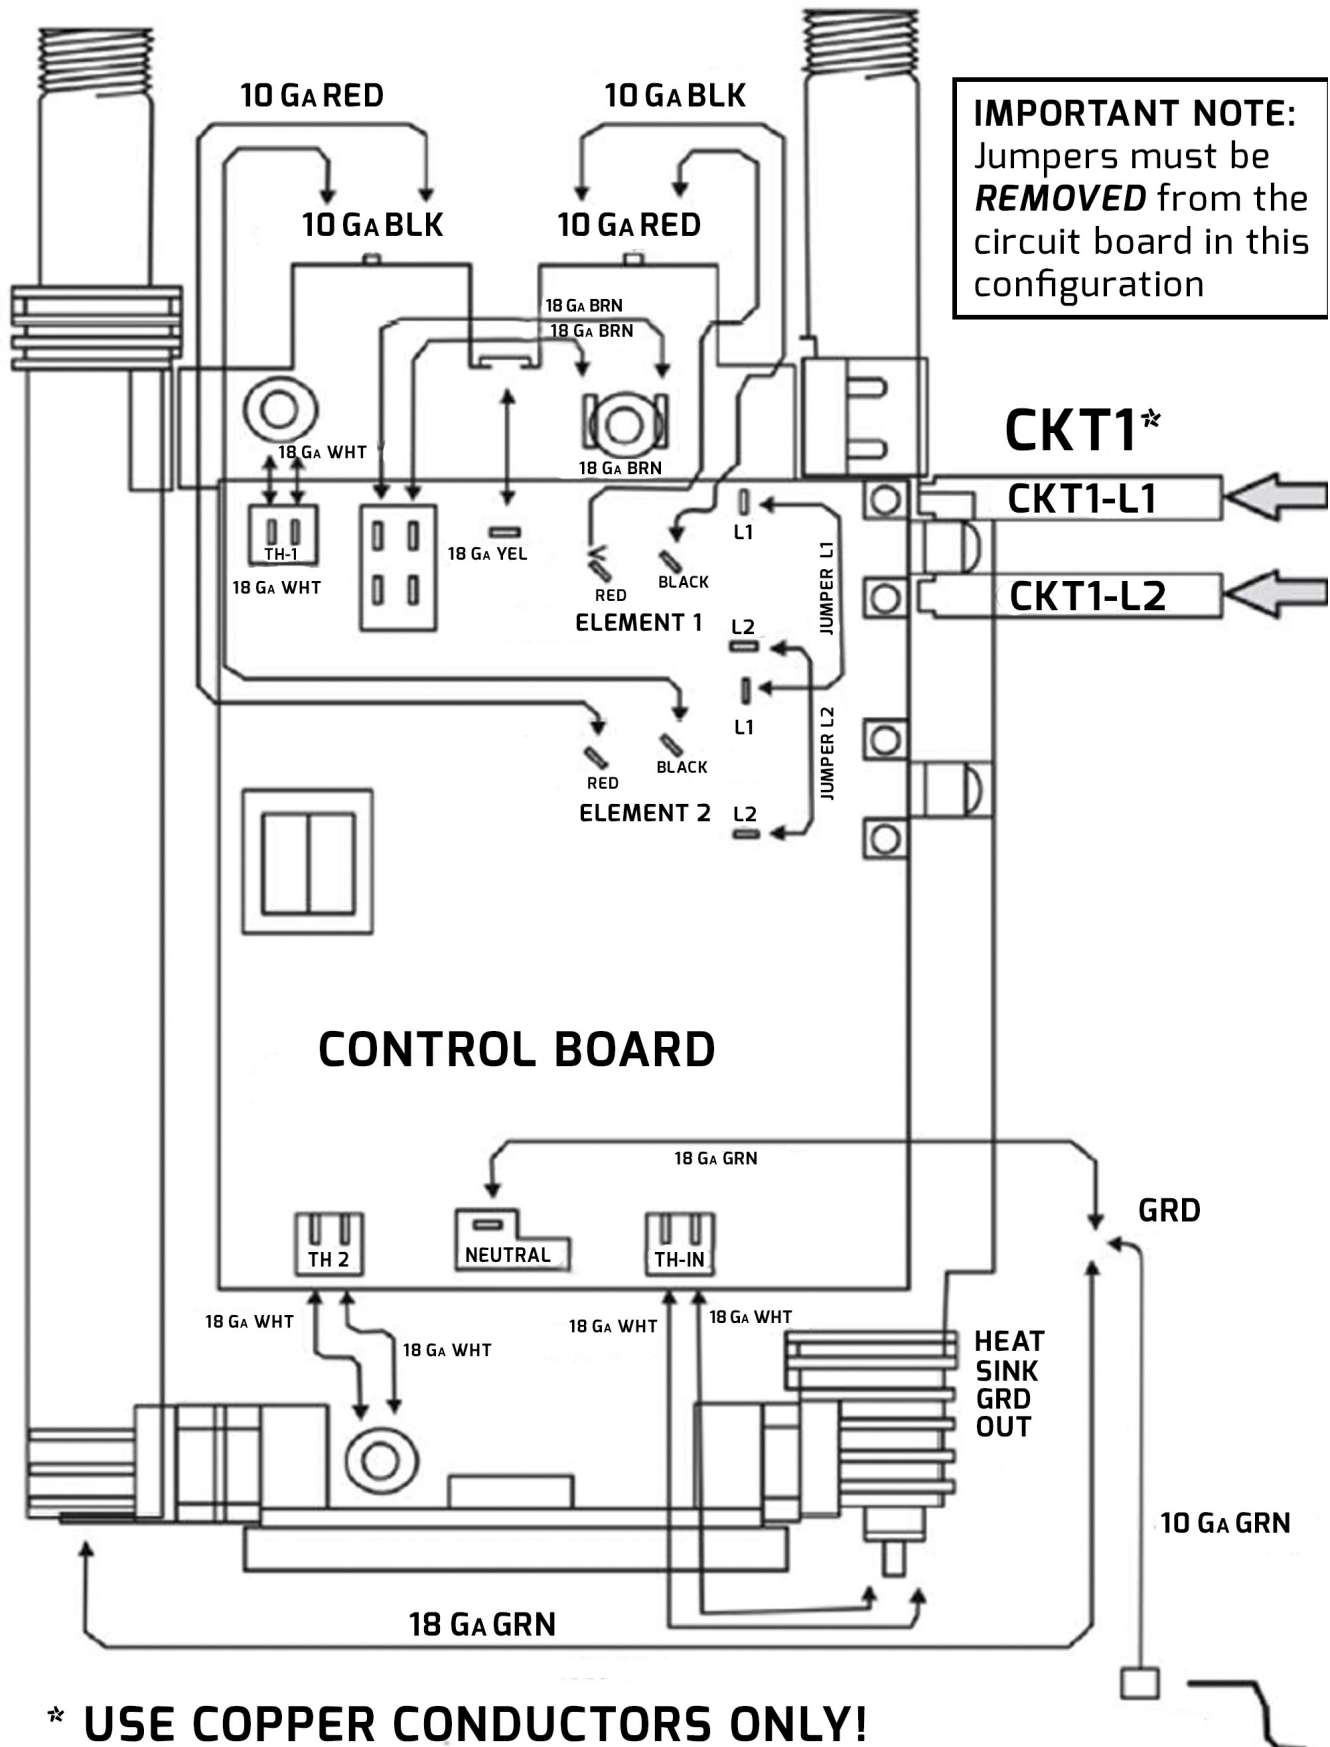 10 GA RED
10 GA BLK
IMPORTANT NOTE:
Jumpers must be
REMOVED from the
circuit board in this
configuration
10 GA BLK
10 GA RED
18 GA BRN
18 GA BRN
CKT1*
18 GA WHT
18 GA BRN
CKT1-L1
L1
TH-1
18 GA YEL
18 GA WHT
RED
BLACK
JUMPER L1
CKT1-L2
ELEMENT 1
L2
L1
JUMPER L2
RED
BLACK
ELEMENT 2
L2
CONTROL BOARD
18 GA GRN
GRD
TH 2
NEUTRAL
TH-IN
18 GA WHT
18 GA WHT
18 GA WHT
18 GA WHT
HEAT
SINK
GRD
OUT
10 GA GRN
18 GA GRN
* USE COPPER CONDUCTORS ONLY!